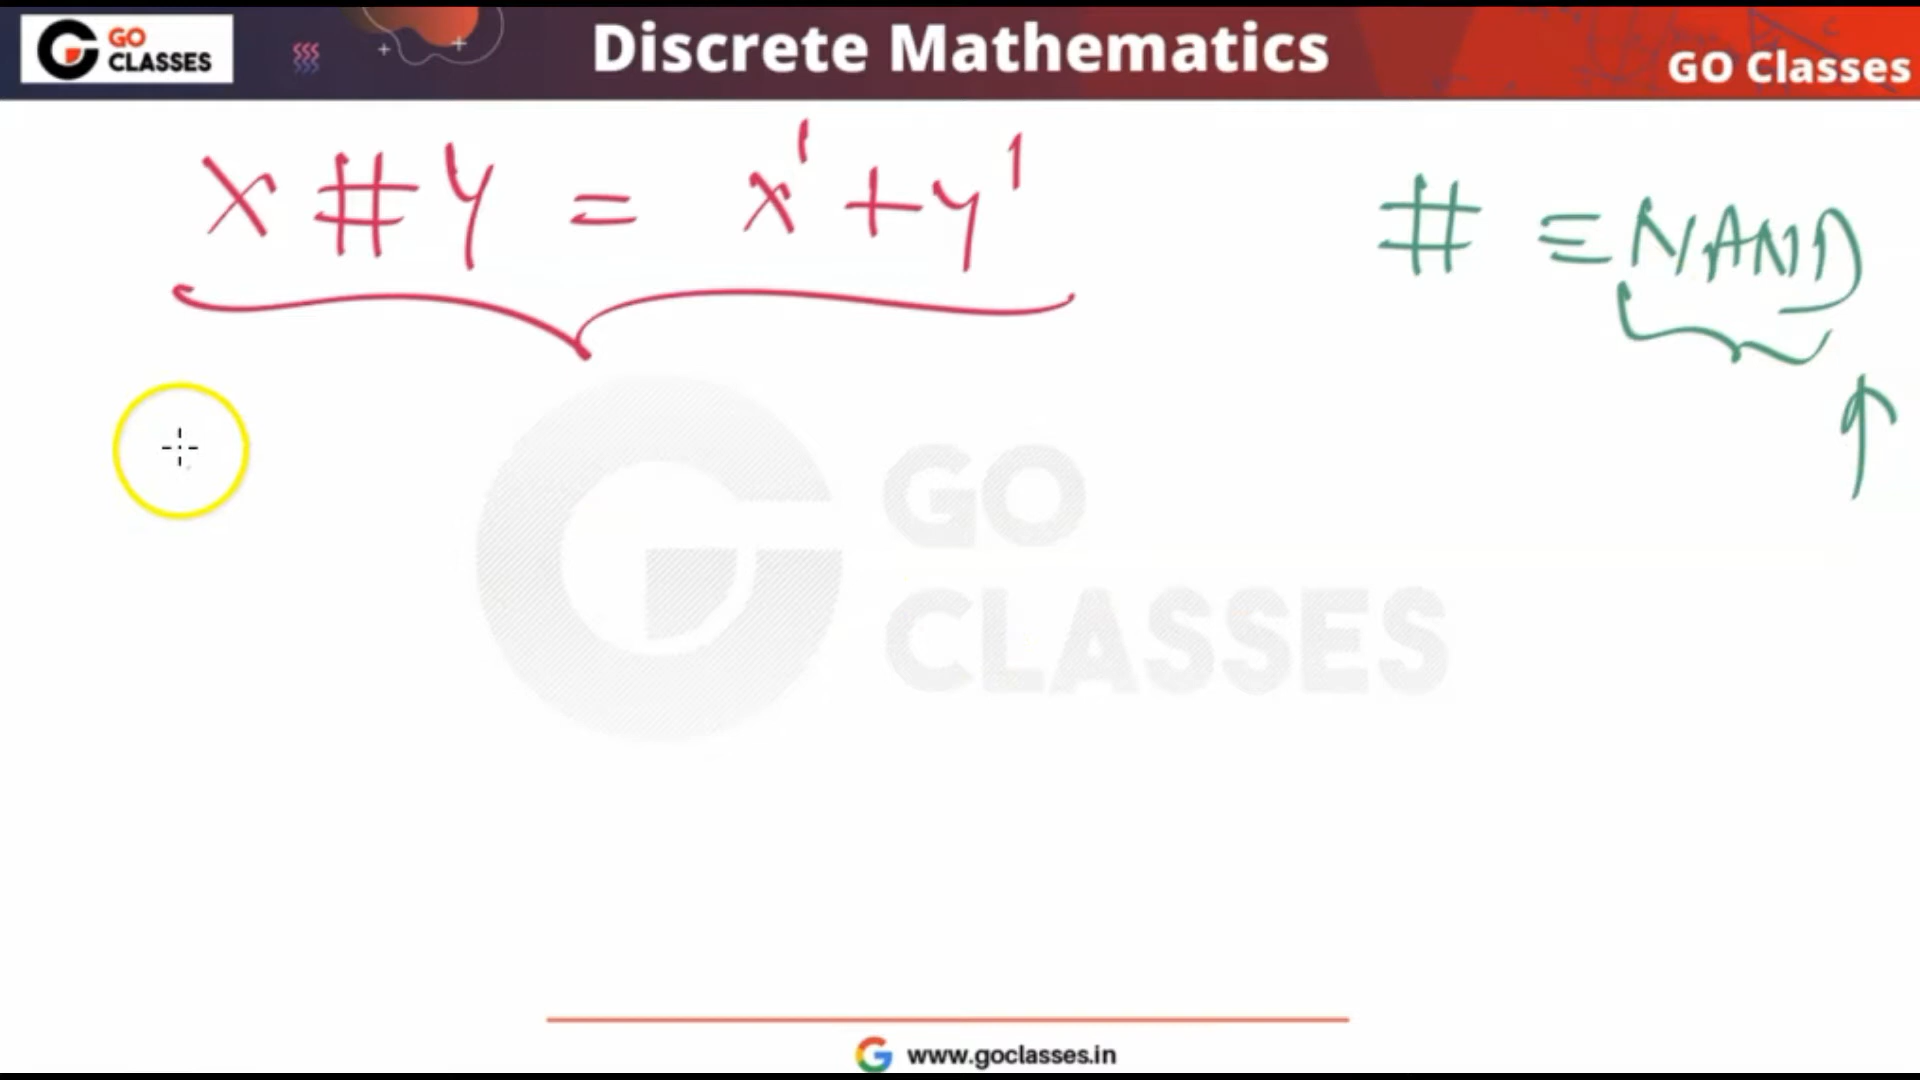 GO CLASSES
Discrete Mathematics
GO Classes
x # y = x' + y'
# ≡ NAND
↑
GO
CLASSES
www.goclasses.in